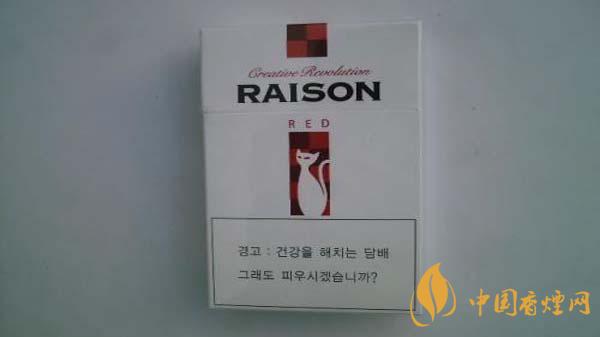 Creative Revolution
RAISON
RED
경고 : 건강을 해치는 담배
그래도 피우시겠습니까?
中国香烟网